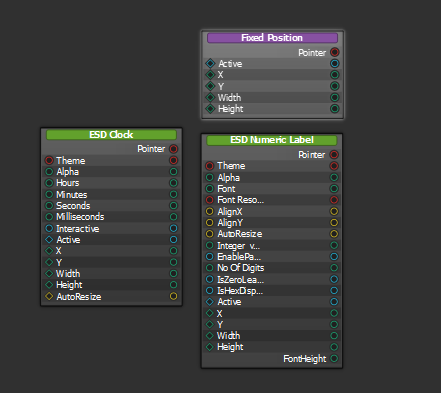 Fixed Position
Pointer
Active
X
Y
Width
Height
ESD Clock
Pointer
Theme
Alpha
Hours
Minutes
Seconds
Milliseconds
Interactive
Active
X
Y
Width
Height
AutoResize
ESD Numeric Label
Pointer
Theme
Alpha
Font
Font Reso...
AlignX
AlignY
AutoResize
Integer_v...
EnablePa...
No Of Digits
IsZeroLea...
IsHexDisp...
Active
X
Y
Width
Height
FontHeight